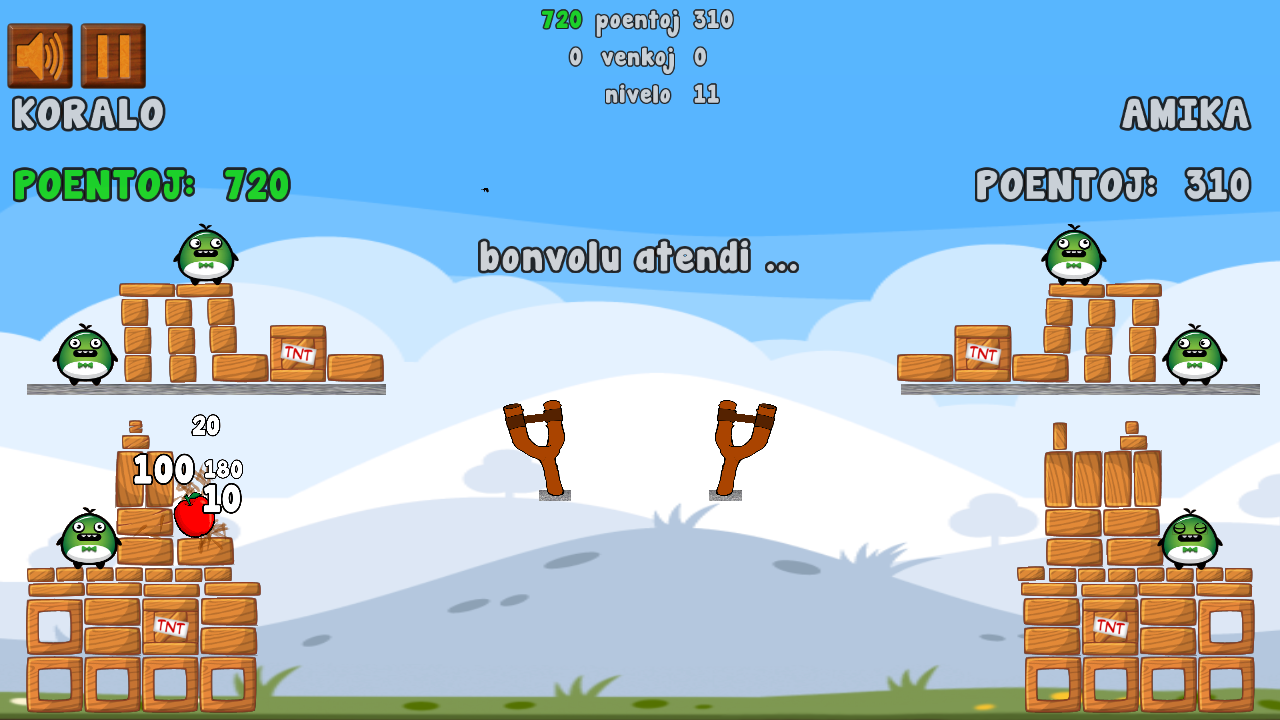 720 poentoj 310
0 venkoj 0
nivelo 11
KORALO
AMIKA
POENTOJ: 720
POENTOJ: 310
bonvolu atendi ...
TNT
TNT
20
100
180
10
TNT
TNT